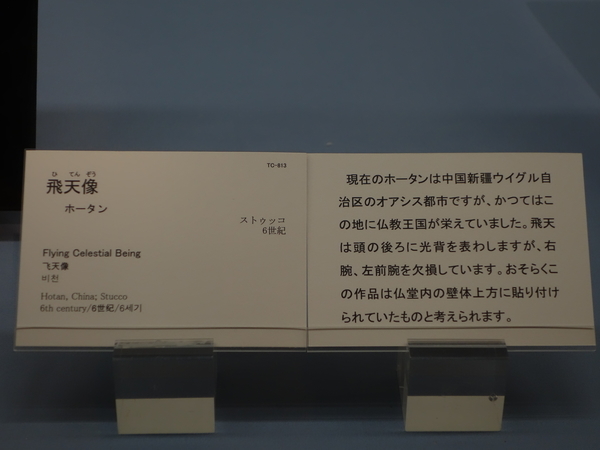 TC-613
ひ てん ぞう
飛天像
ホータン
ストゥッコ
6世紀
Flying Celestial Being
飞天像
비천
Hotan, China; Stucco
6th century/6世紀/6세기
現在のホータンは中国新疆ウイグル自
治区のオアシス都市ですが、かつてはこ
の地に仏教王国が栄えていました。飛天
は頭の後ろに光背を表わしますが、右
腕、左前腕を欠損しています。おそらくこ
の作品は仏堂内の壁体上方に貼り付け
られていたものと考えられます。